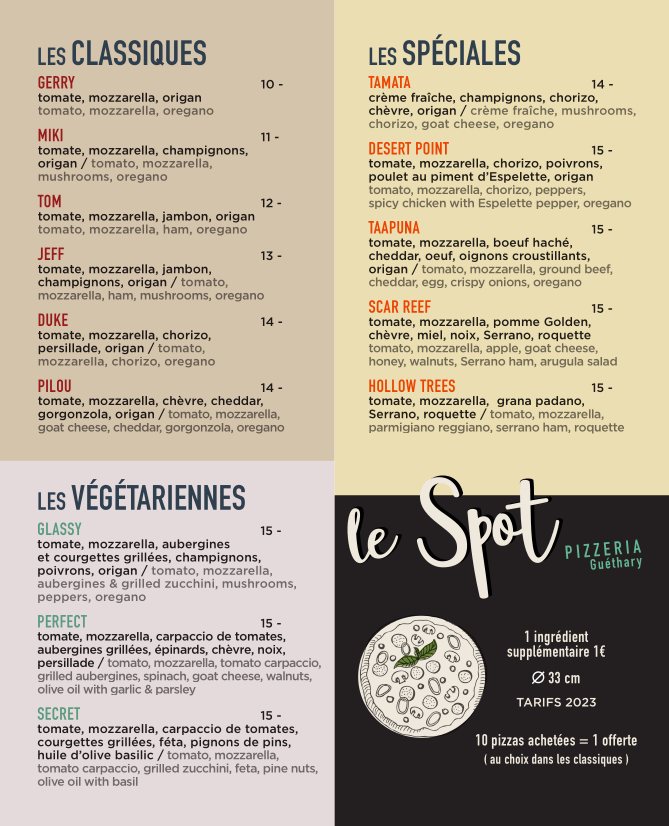 LES CLASSIQUES
GERRY 10 -
tomate, mozzarella, origan
tomato, mozzarella, oregano
MIKI 11 -
tomate, mozzarella, champignons,
origan / tomato, mozzarella,
mushrooms, oregano
TOM 12 -
tomate, mozzarella, jambon, origan
tomato, mozzarella, ham, oregano
JEFF 13 -
tomate, mozzarella, jambon,
champignons, origan / tomato,
mozzarella, ham, mushrooms, oregano
DUKE 14 -
tomate, mozzarella, chorizo,
persillade, origan / tomato,
mozzarella, chorizo, oregano
PILOU 14 -
tomate, mozzarella, chèvre, cheddar,
gorgonzola, origan / tomato, mozzarella,
goat cheese, cheddar, gorgonzola, oregano
LES VÉGÉTARIENNES
GLASSY 15 -
tomate, mozzarella, aubergines
et courgettes grillées, champignons,
poivrons, origan / tomato, mozzarella,
aubergines & grilled zucchini, mushrooms,
peppers, oregano
PERFECT 15 -
tomate, mozzarella, carpaccio de tomates,
aubergines grillées, épinards, chèvre, noix,
persillade / tomato, mozzarella, tomato carpaccio,
grilled aubergines, spinach, goat cheese, walnuts,
olive oil with garlic & parsley
SECRET 15 -
tomate, mozzarella, carpaccio de tomates,
courgettes grillées, féta, pignons de pins,
huile d'olive basilic / tomato, mozzarella,
tomato carpaccio, grilled zucchini, feta, pine nuts,
olive oil with basil
LES SPÉCIALES
TAMATA 14 -
crème fraîche, champignons, chorizo,
chèvre, origan / crème fraîche, mushrooms,
chorizo, goat cheese, oregano
DESERT POINT 15 -
tomate, mozzarella, chorizo, poivrons,
poulet au piment d'Espelette, origan
tomato, mozzarella, chorizo, peppers,
spicy chicken with Espelette pepper, oregano
TAAPUNA 15 -
tomate, mozzarella, boeuf haché,
cheddar, oeuf, oignons croustillants,
origan / tomato, mozzarella, ground beef,
cheddar, egg, crispy onions, oregano
SCAR REEF 15 -
tomate, mozzarella, pomme Golden,
chèvre, miel, noix, Serrano, roquette
tomato, mozzarella, apple, goat cheese,
honey, walnuts, Serrano ham, arugula salad
HOLLOW TREES 15 -
tomate, mozzarella, grana padano,
Serrano, roquette / tomato, mozzarella,
parmigiano reggiano, serrano ham, roquette
le Spot
PIZZERIA
Guéthary
1 ingrédient
supplémentaire 1€
Ø 33 cm
TARIFS 2023
10 pizzas achetées = 1 offerte
( au choix dans les classiques )